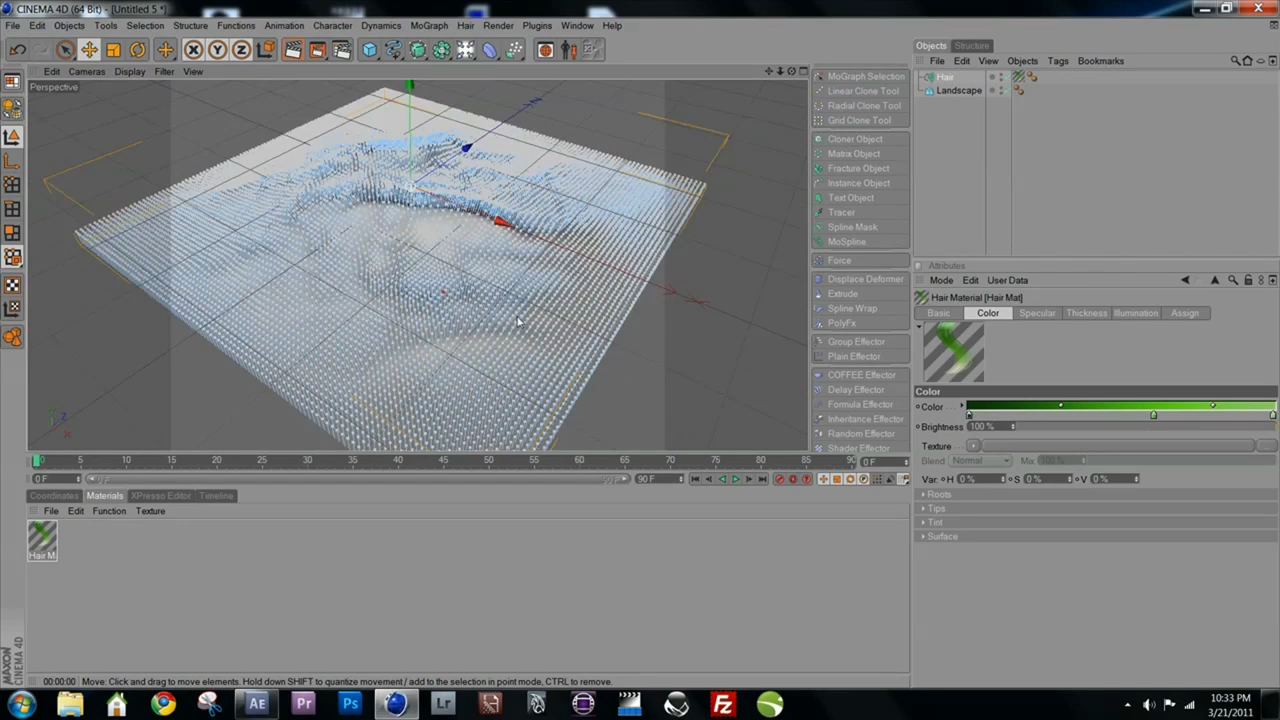 CINEMA 4D (64 Bit) - [Untitled 5 *]
File Edit Objects Tools Selection Structure Functions Animation Character Dynamics MoGraph Hair Render Plugins Window Help
Edit Cameras Display Filter View
Perspective
MoGraph Selection
Linear Clone Tool
Radial Clone Tool
Grid Clone Tool
Cloner Object
Matrix Object
Fracture Object
Instance Object
Text Object
Tracer
Spline Mask
MoSpline
Force
Displace Deformer
Extrude
Spline Wrap
PolyFx
Group Effector
Plain Effector
COFFEE Effector
Delay Effector
Formula Effector
Inheritance Effector
Random Effector
Shader Effector
Objects Structure
File Edit View Objects Tags Bookmarks
Hair
Landscape
Attributes
Mode Edit User Data
Hair Material [Hair Mat]
Basic Color Specular Thickness Illumination Assign
Color
Color
Brightness 100 %
Texture
Blend Normal Mix 100 %
Var: H 0 % S 0 % V 0 %
Roots
Tips
Tint
Surface
0 5 10 15 20 25 30 35 40 45 50 55 60 65 70 75 80 85 90 0 F
0 F 90 F
Coordinates Materials XPresso Editor Timeline
File Edit Function Texture
Hair M
MAXON
CINEMA 4D
00:00:00 Move: Click and drag to move elements. Hold down SHIFT to quantize movement / add to the selection in point mode, CTRL to remove.
Ae Pr Ps Lr
10:33 PM
3/21/2011